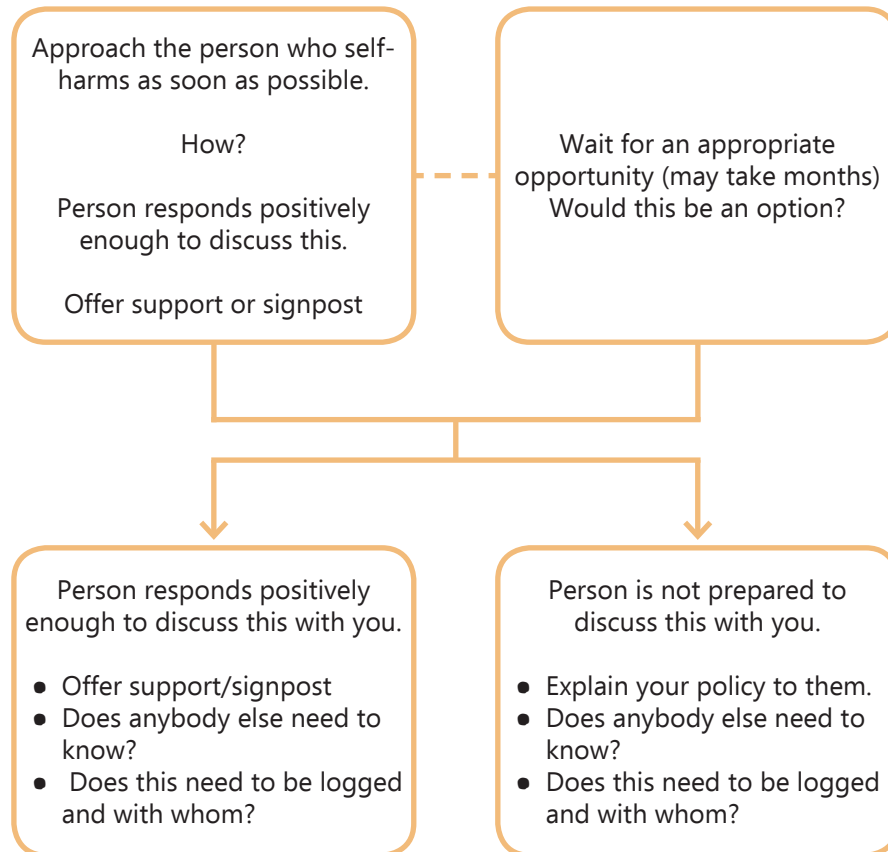 Approach the person who self-
harms as soon as possible.
How?
Person responds positively
enough to discuss this.
Offer support or signpost
Wait for an appropriate
opportunity (may take months)
Would this be an option?
Person responds positively
enough to discuss this with you.
● Offer support/signpost
● Does anybody else need to
know?
● Does this need to be logged
and with whom?
Person is not prepared to
discuss this with you.
● Explain your policy to them.
● Does anybody else need to
know?
● Does this need to be logged
and with whom?